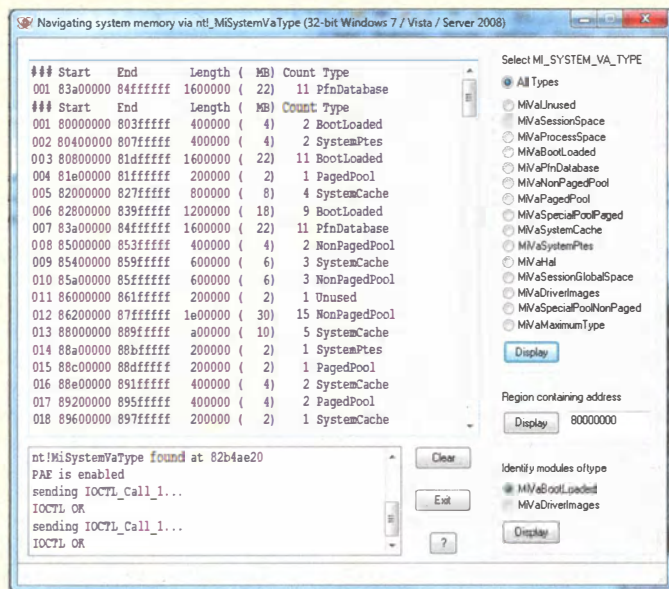 Navigating system memory via nt!_MiSystemVaType (32-bit Windows 7 / Vista / Server 2008)
### Start End Length ( MB) Count Type
001 83a00000 84ffffff 1600000 ( 22) 11 PfnDatabase
### Start End Length ( MB) Count Type
001 80000000 803fffff 400000 ( 4) 2 BootLoaded
002 80400000 807fffff 400000 ( 4) 2 SystemPtes
003 80800000 81dfffff 1600000 ( 22) 11 BootLoaded
004 81e00000 81ffffff 200000 ( 2) 1 PagedPool
005 82000000 827fffff 800000 ( 8) 4 SystemCache
006 82800000 839fffff 1200000 ( 18) 9 BootLoaded
007 83a00000 84ffffff 1600000 ( 22) 11 PfnDatabase
008 85000000 853fffff 400000 ( 4) 2 NonPagedPool
009 85400000 859fffff 600000 ( 6) 3 SystemCache
010 85a00000 85ffffff 600000 ( 6) 3 NonPagedPool
011 86000000 861fffff 200000 ( 2) 1 Unused
012 86200000 87ffffff 1e00000 ( 30) 15 NonPagedPool
013 88000000 889fffff a00000 ( 10) 5 SystemCache
014 88a00000 88bfffff 200000 ( 2) 1 SystemPtes
015 88c00000 88dfffff 200000 ( 2) 1 PagedPool
016 88e00000 891fffff 400000 ( 4) 2 SystemCache
017 89200000 895fffff 400000 ( 4) 2 PagedPool
018 89600000 897fffff 200000 ( 2) 1 SystemCache
nt!MiSystemVaType found at 82b4ae20
PAE is enabled
sending IOCTL_Call_1...
IOCTL OK
sending IOCTL_Call_1...
IOCTL OK
Clear
Exit
?
Select MI_SYSTEM_VA_TYPE
All Types
MiVaUnused
MiVaSessionSpace
MiVaProcessSpace
MiVaBootLoaded
MiVaPfnDatabase
MiVaNonPagedPool
MiVaPagedPool
MiVaSpecialPoolPaged
MiVaSystemCache
MiVaSystemPtes
MiVaHal
MiVaSessionGlobalSpace
MiVaDriverImages
MiVaSpecialPoolNonPaged
MiVaMaximumType
Display
Region containing address
Display 80000000
Identify modules of type
MiVaBootLoaded
MiVaDriverImages
Display